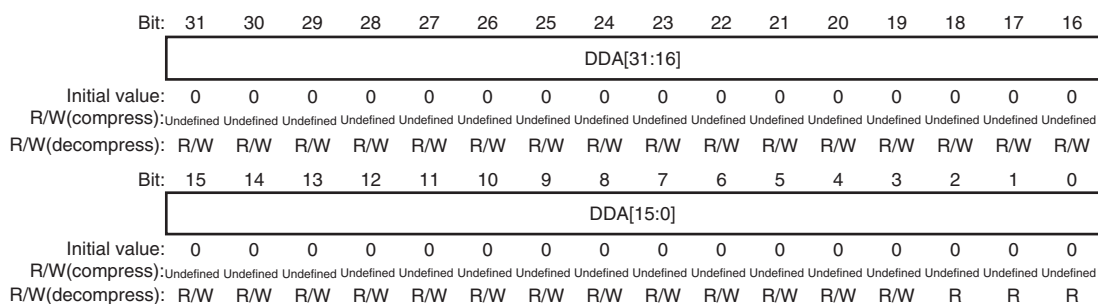 Bit: 31 30 29 28 27 26 25 24 23 22 21 20 19 18 17 16
DDA[31:16]
Initial value: 0 0 0 0 0 0 0 0 0 0 0 0 0 0 0 0
R/W(compress): Undefined Undefined Undefined Undefined Undefined Undefined Undefined Undefined Undefined Undefined Undefined Undefined Undefined Undefined Undefined Undefined
R/W(decompress): R/W R/W R/W R/W R/W R/W R/W R/W R/W R/W R/W R/W R/W R/W R/W R/W
Bit: 15 14 13 12 11 10 9 8 7 6 5 4 3 2 1 0
DDA[15:0]
Initial value: 0 0 0 0 0 0 0 0 0 0 0 0 0 0 0 0
R/W(compress): Undefined Undefined Undefined Undefined Undefined Undefined Undefined Undefined Undefined Undefined Undefined Undefined Undefined Undefined Undefined Undefined
R/W(decompress): R/W R/W R/W R/W R/W R/W R/W R/W R/W R/W R/W R/W R/W R R R